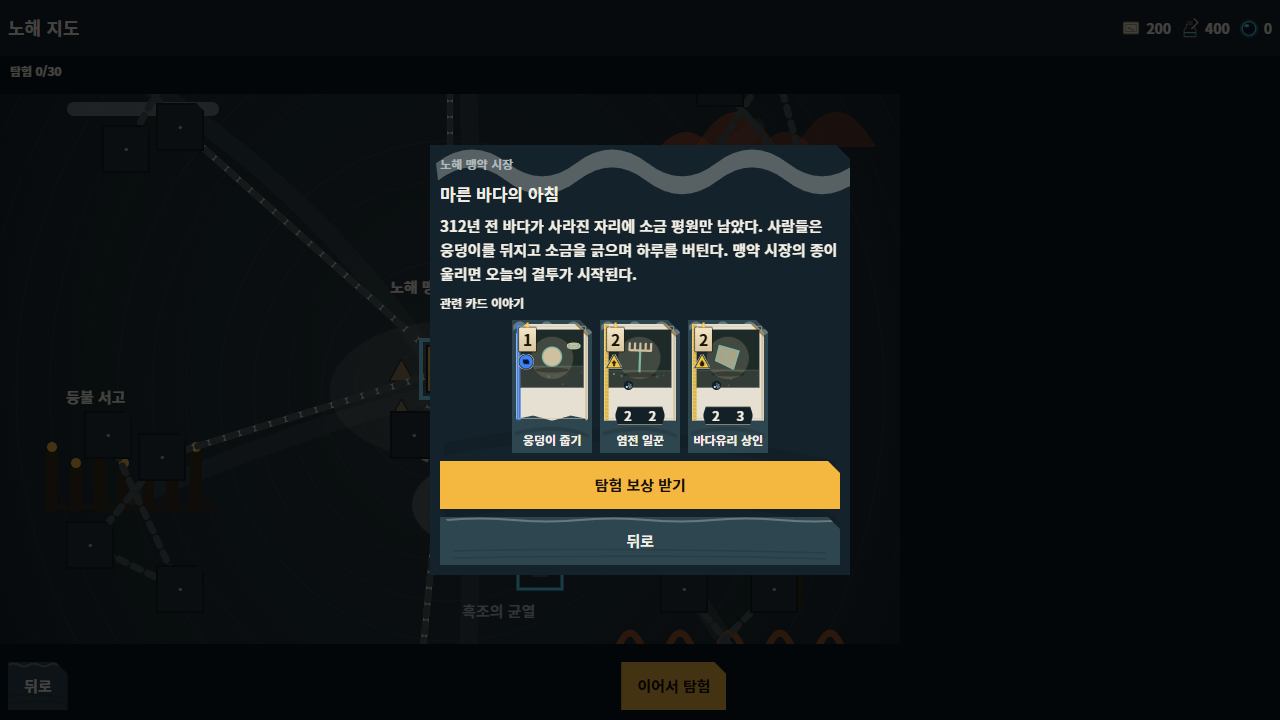 노해 지도
200 400 0
탐험 0/30
노해 맹약 시장
마른 바다의 아침
312년 전 바다가 사라진 자리에 소금 평원만 남았다. 사람들은
웅덩이를 뒤지고 소금을 긁으며 하루를 버틴다. 맹약 시장의 종이
울리면 오늘의 결투가 시작된다.
노해
관련 카드 이야기
1 2 2
2 2 2 3
웅덩이 줍기 염전 일꾼 바다유리 상인
등불 서고
탐험 보상 받기
뒤로
흑조의 균열
뒤로
이어서 탐험